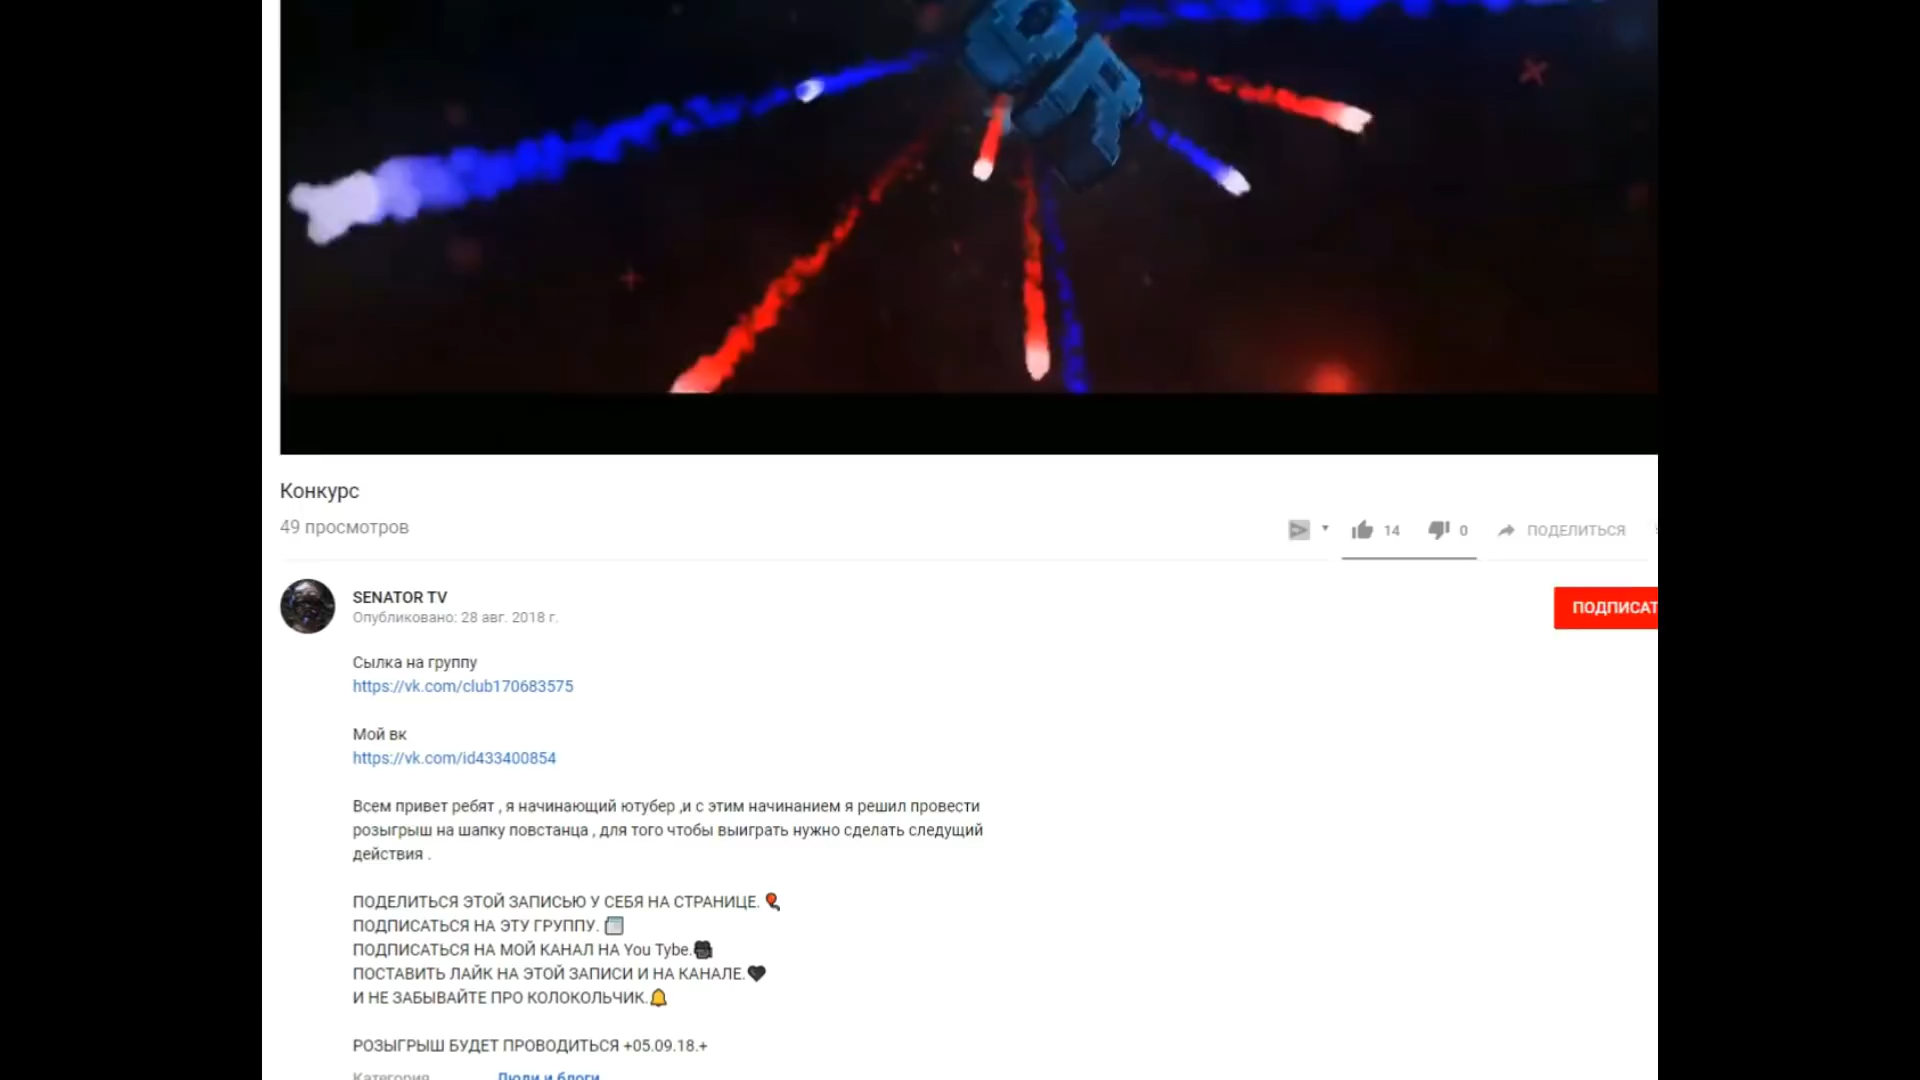 Конкурс
49 просмотров
14
0
ПОДЕЛИТЬСЯ
SENATOR TV
Опубликовано: 28 авг. 2018 г.
ПОДПИСАТ
Сылка на группу
https://vk.com/club170683575
Мой вк
https://vk.com/id433400854
Всем привет ребят , я начинающий ютубер ,и с этим начинанием я решил провести
розыгрыш на шапку повстанца , для того чтобы выиграть нужно сделать следущий
действия .
ПОДЕЛИТЬСЯ ЭТОЙ ЗАПИСЬЮ У СЕБЯ НА СТРАНИЦЕ.
ПОДПИСАТЬСЯ НА ЭТУ ГРУППУ.
ПОДПИСАТЬСЯ НА МОЙ КАНАЛ НА You Tybe.
ПОСТАВИТЬ ЛАЙК НА ЭТОЙ ЗАПИСИ И НА КАНАЛЕ.
И НЕ ЗАБЫВАЙТЕ ПРО КОЛОКОЛЬЧИК.
РОЗЫГРЫШ БУДЕТ ПРОВОДИТЬСЯ +05.09.18.+
Категория
Люди и блоги